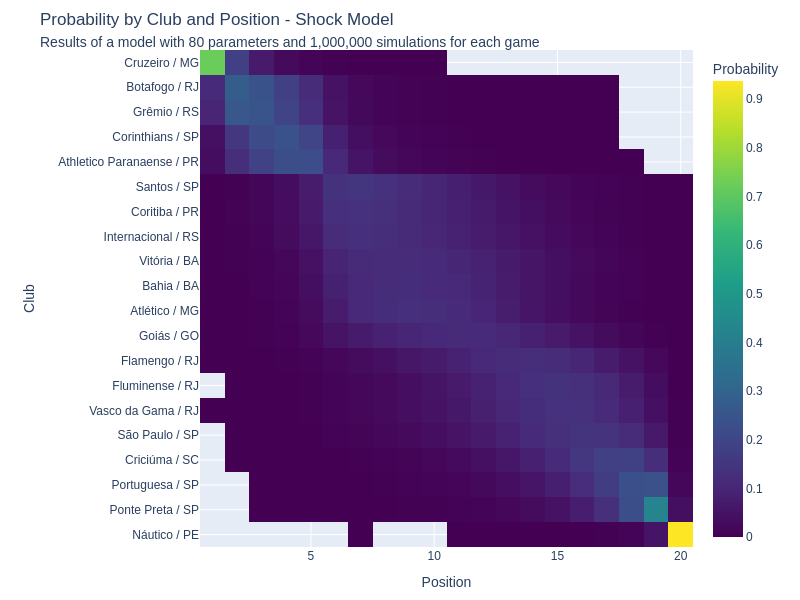 Probability by Club and Position - Shock Model
Results of a model with 80 parameters and 1,000,000 simulations for each game
Club
Cruzeiro / MG
Botafogo / RJ
Grêmio / RS
Corinthians / SP
Athletico Paranaense / PR
Santos / SP
Coritiba / PR
Internacional / RS
Vitória / BA
Bahia / BA
Atlético / MG
Goiás / GO
Flamengo / RJ
Fluminense / RJ
Vasco da Gama / RJ
São Paulo / SP
Criciúma / SC
Portuguesa / SP
Ponte Preta / SP
Náutico / PE
5 10 15 20
Position
Probability
0.9
0.8
0.7
0.6
0.5
0.4
0.3
0.2
0.1
0